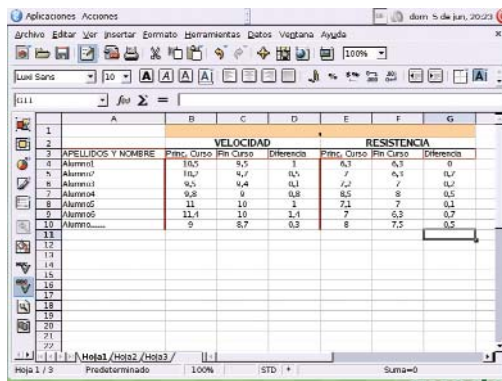 Aplicaciones Acciones dom 5 de jun, 20:23
Archivo Editar Ver Insertar Formato Herramientas Datos Ventana Ayuda
100%
Luxi Sans 10
G11 f(x) Σ =
A B C D E F G
1
2 VELOCIDAD RESISTENCIA
3 APELLIDOS Y NOMBRE Princ. Curso Fin Curso Diferencia Princ. Curso Fin Curso Diferencia
4 Alumno1 10,5 9,5 1 6,3 6,3 0
5 Alumno2 10,2 9,7 0,5 7 6,3 0,7
6 Alumno3 9,5 9,4 0,1 7,2 7 0,2
7 Alumno4 9,8 9 0,8 8,5 8 0,5
8 Alumno5 11 10 1 7,1 7 0,1
9 Alumno6 11,4 10 1,4 7 6,3 0,7
10 Alumno...... 9 8,7 0,3 8 7,5 0,5
11
12
13
14
15
16
17
18
19
20
21
22
Hoja1 Hoja2 Hoja3
Hoja 1 / 3 Predeterminado 100% STD * Suma=0